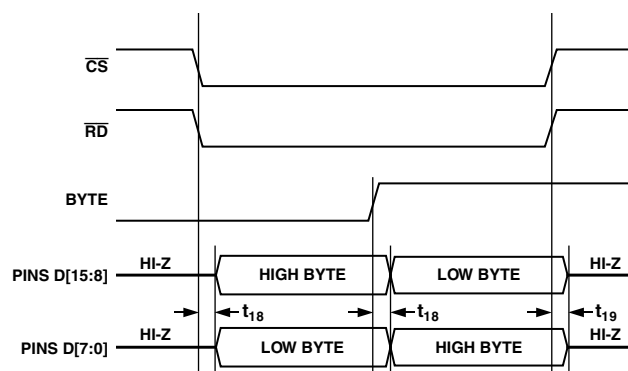 CS
RD
BYTE
HI-Z HIGH BYTE LOW BYTE HI-Z
PINS D[15:8]
t18 t18 t19
HI-Z LOW BYTE HIGH BYTE HI-Z
PINS D[7:0]